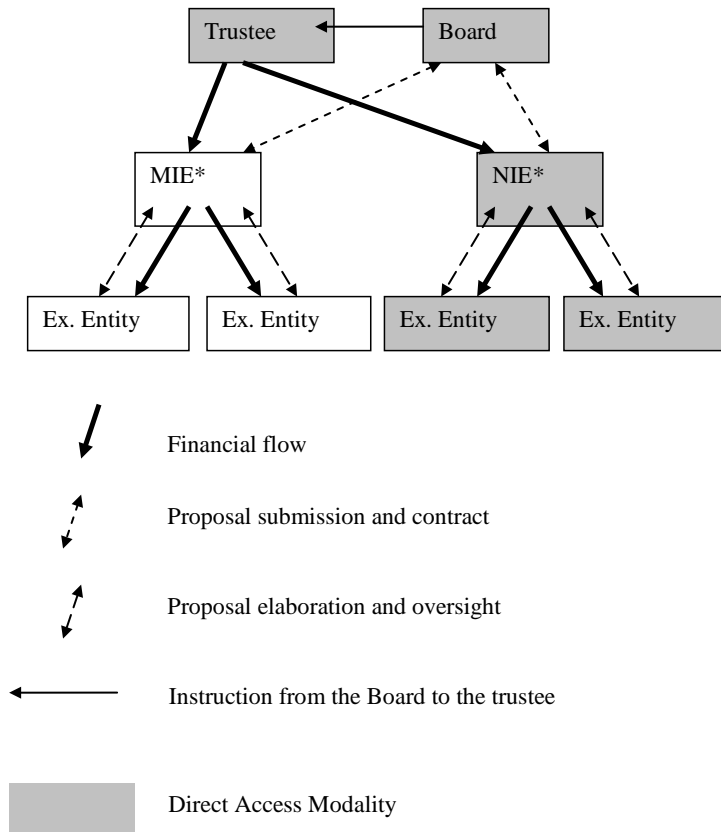 Trustee
Board
MIE*
NIE*
Ex. Entity
Ex. Entity
Ex. Entity
Ex. Entity
Financial flow
Proposal submission and contract
Proposal elaboration and oversight
Instruction from the Board to the trustee
Direct Access Modality